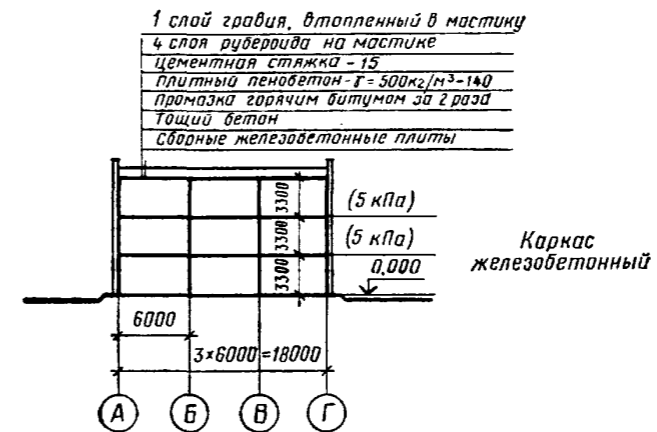 1 слой гравия, втопленный в мастику
4 слоя рубероида на мастике
Цементная стяжка - 15
Плитный пенобетон - γ = 500кг/м³-140
Промазка горячим битумом за 2 раза
Тощий бетон
Сборные железобетонные плиты
3300
(5 кПа)
3300
(5 кПа)
3300
0,000
Каркас
железобетонный
6000
3×6000=18000
А
Б
В
Г